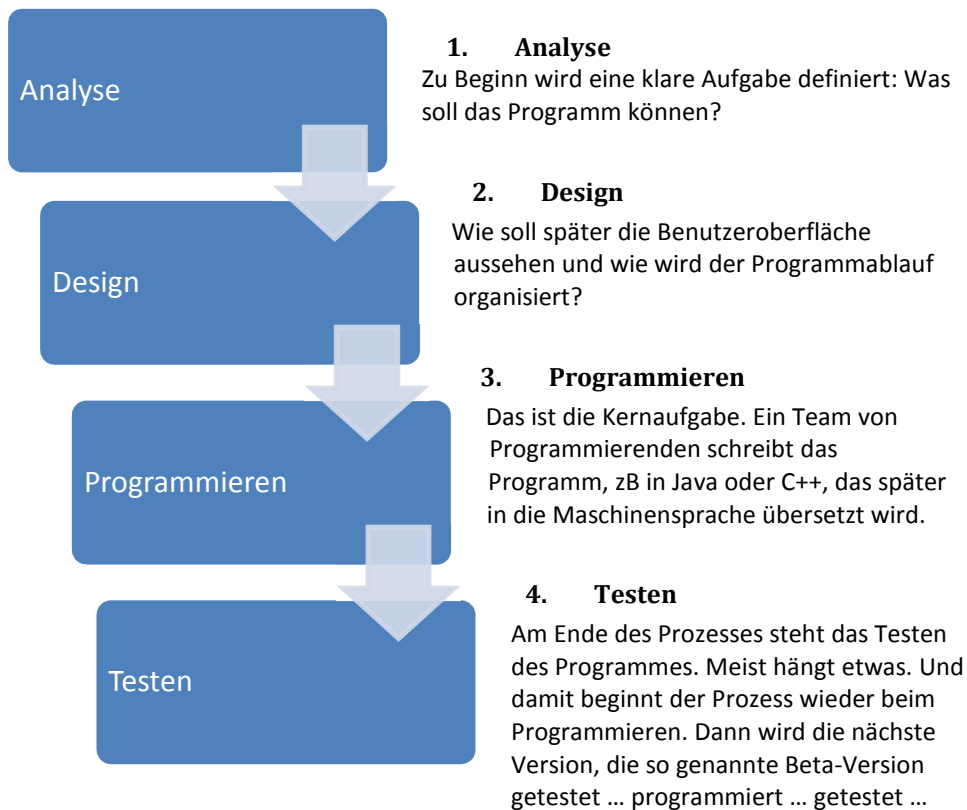 Analyse
1. Analyse
Zu Beginn wird eine klare Aufgabe definiert: Was
soll das Programm können?
Design
2. Design
Wie soll später die Benutzeroberfläche
aussehen und wie wird der Programmablauf
organisiert?
Programmieren
3. Programmieren
Das ist die Kernaufgabe. Ein Team von
Programmierenden schreibt das
Programm, zB in Java oder C++, das später
in die Maschinensprache übersetzt wird.
Testen
4. Testen
Am Ende des Prozesses steht das Testen
des Programmes. Meist hängt etwas. Und
damit beginnt der Prozess wieder beim
Programmieren. Dann wird die nächste
Version, die so genannte Beta-Version
getestet … programmiert … getestet …